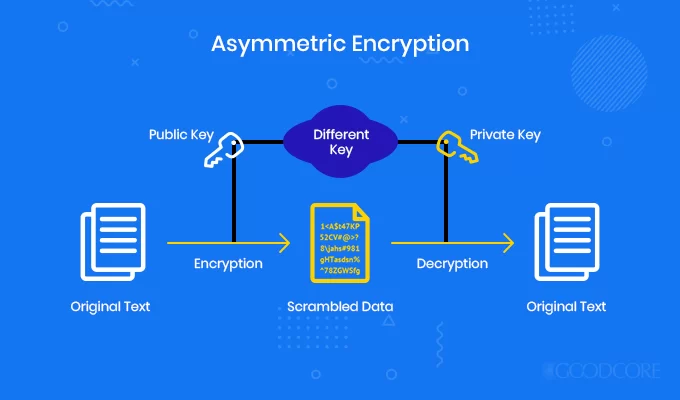 Asymmetric Encryption
Public Key
Different
Key
Private Key
1<A$t47KP
52CV#@>?
8\jahs#981
gHTasdsn%
^78ZGWSfg
Encryption
Decryption
Original Text
Scrambled Data
Original Text
GOODCORE